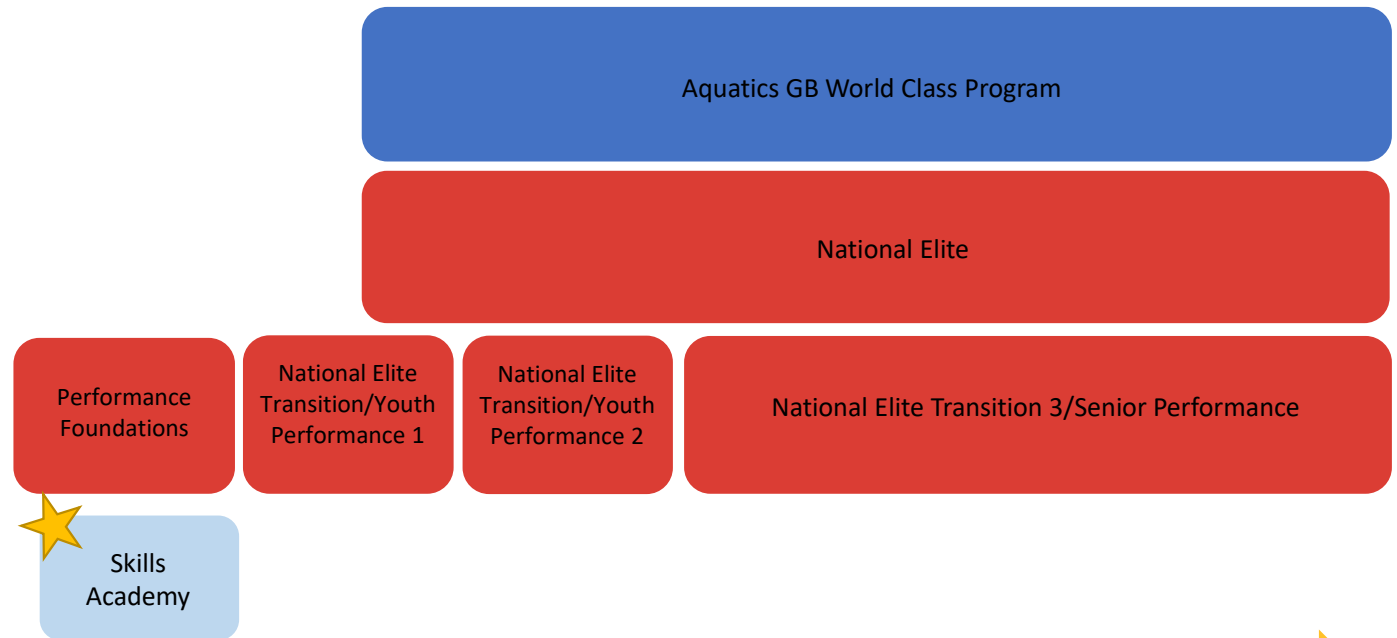 Aquatics GB World Class Program
National Elite
Performance
Foundations
National Elite
Transition/Youth
Performance 1
National Elite
Transition/Youth
Performance 2
National Elite Transition 3/Senior Performance
Skills
Academy